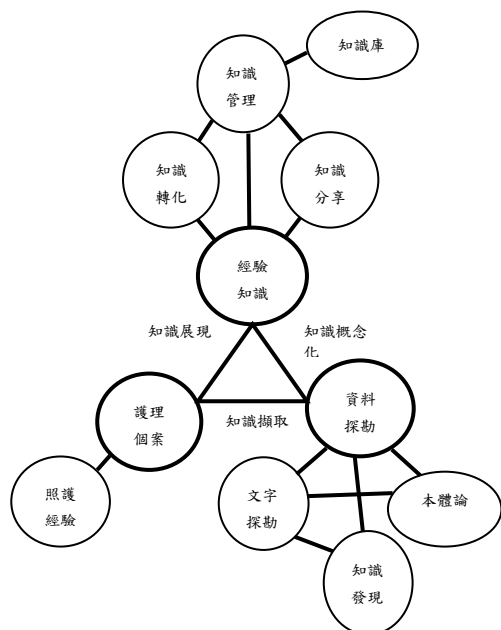 知識庫
知識
管理
知識
轉化
知識
分享
經驗
知識
知識展現
知識概念
化
護理
個案
知識擷取
資料
探勘
照護
經驗
文字
探勘
本體論
知識
發現